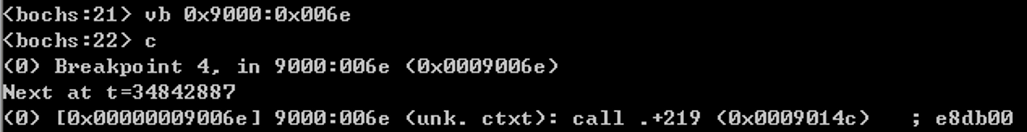 <bochs:21> vb 0x9000:0x006e
<bochs:22> c
(0) Breakpoint 4, in 9000:006e (0x0009006e)
Next at t=34842887
(0) [0x00000009006e] 9000:006e (unk. ctxt): call .+219 (0x0009014c)   ; e8db00